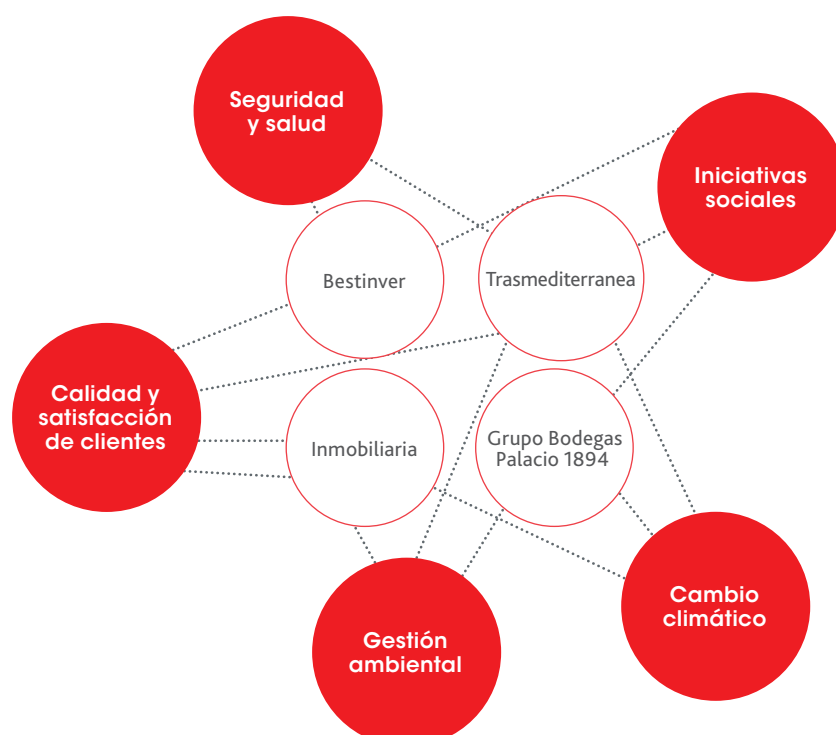 Seguridad
y salud
Iniciativas
sociales
Bestinver
Trasmediterranea
Calidad y
satisfacción
de clientes
Inmobiliaria
Grupo Bodegas
Palacio 1894
Cambio
climático
Gestión
ambiental